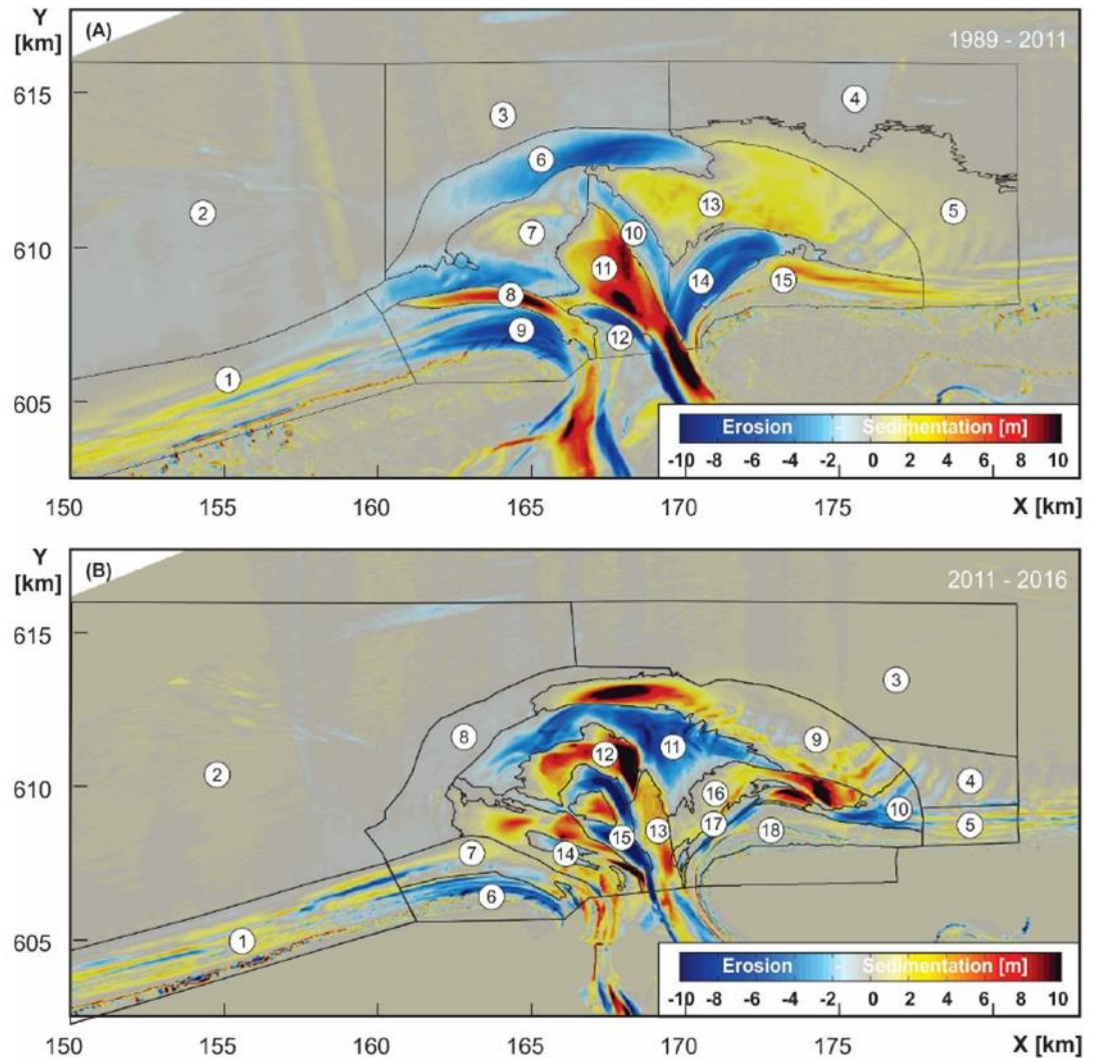 Y
[km]
(A)
1989 - 2011
615
3
4
6
2
13
5
7
10
610
11
14
15
8
9
12
1
605
Erosion - Sedimentation [m]
-10 -8 -6 -4 -2 0 2 4 6 8 10
150 155 160 165 170 175 X [km]
Y
[km]
(B)
2011 - 2016
615
3
8
9
11
12
2
4
610
16
10
17
15
13
18
5
7
14
6
1
605
Erosion - Sedimentation [m]
-10 -8 -6 -4 -2 0 2 4 6 8 10
150 155 160 165 170 175 X [km]